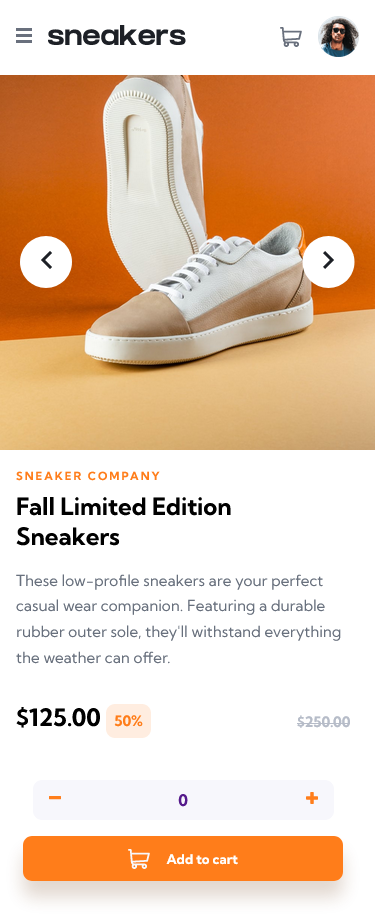 sneakers
SNEAKER COMPANY
Fall Limited Edition
Sneakers
These low-profile sneakers are your perfect
casual wear companion. Featuring a durable
rubber outer sole, they'll withstand everything
the weather can offer.
$125.00 50% $250.00
0
Add to cart